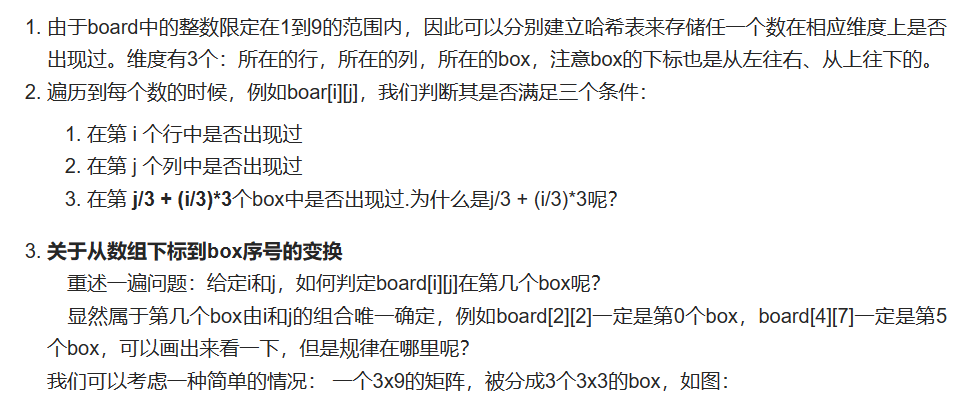 1. 由于board中的整数限定在1到9的范围内，因此可以分别建立哈希表来存储任一个数在相应维度上是否
出现过。维度有3个：所在的行，所在的列，所在的box，注意box的下标也是从左往右、从上往下的。
2. 遍历到每个数的时候，例如boar[i][j]，我们判断其是否满足三个条件：
1. 在第 i 个行中是否出现过
2. 在第 j 个列中是否出现过
3. 在第 j/3 + (i/3)*3个box中是否出现过.为什么是j/3 + (i/3)*3呢？
3. 关于从数组下标到box序号的变换
重述一遍问题：给定i和j，如何判定board[i][j]在第几个box呢？
显然属于第几个box由i和j的组合唯一确定，例如board[2][2]一定是第0个box，board[4][7]一定是第5
个box，可以画出来看一下，但是规律在哪里呢？
我们可以考虑一种简单的情况： 一个3x9的矩阵，被分成3个3x3的box，如图：